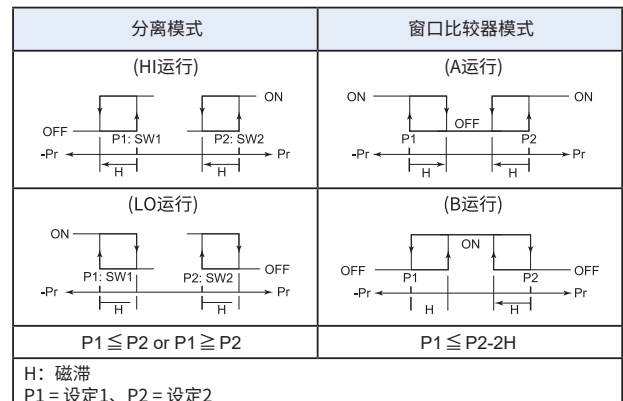 分离模式
窗口比较器模式
(HI运行)
ON
OFF
P1: SW1
P2: SW2
-Pr
Pr
H
H
(A运行)
ON
ON
OFF
P1
P2
-Pr
Pr
H
H
(LO运行)
ON
OFF
P1: SW1
P2: SW2
-Pr
Pr
H
H
(B运行)
ON
OFF
OFF
P1
P2
-Pr
Pr
H
H
P1≦P2 or P1≧P2
P1≦P2-2H
H：磁滞
P1 = 设定1、P2 = 设定2